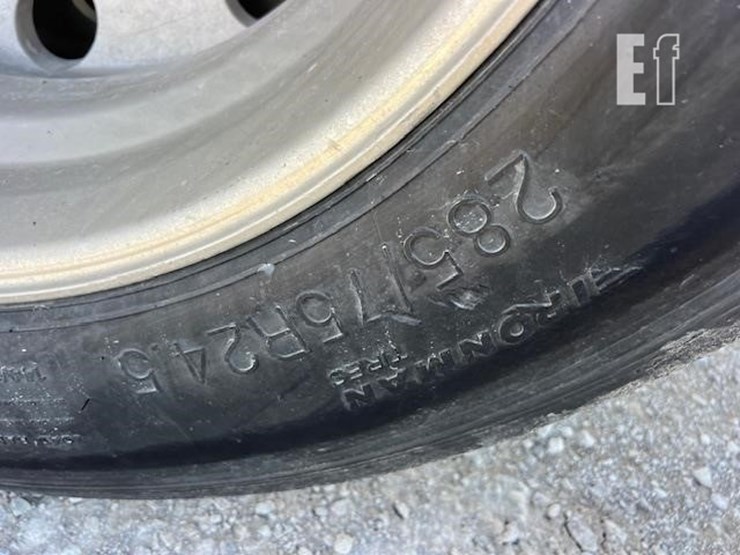 Ef
285/75R24.5
IRONMAN
TIRES